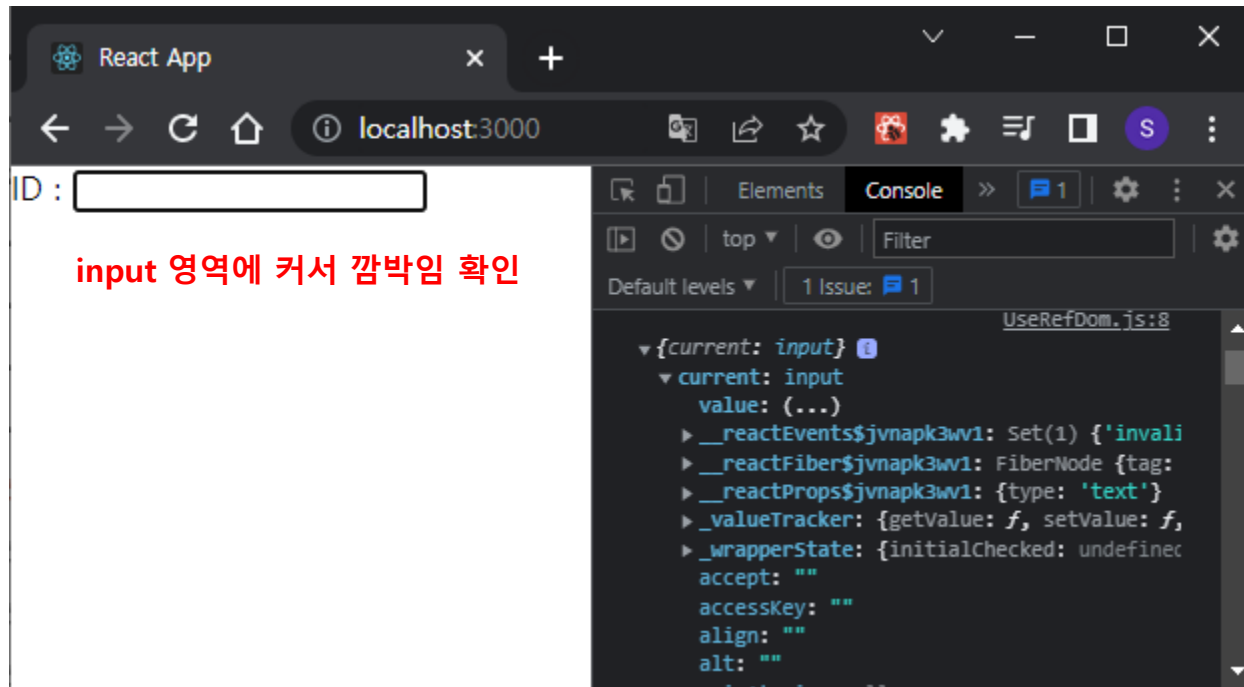 React App
localhost:3000
S
ID :
input 영역에 커서 깜박임 확인
Elements
Console
1
top
Filter
Default levels
1 Issue: 1
UseRefDom.js:8
{current: input} i
current: input
value: (...)
__reactEvents$jvnapk3wv1: Set(1) {'invali
__reactFiber$jvnapk3wv1: FiberNode {tag:
__reactProps$jvnapk3wv1: {type: 'text'}
_valueTracker: {getValue: ƒ, setValue: ƒ,
_wrapperState: {initialChecked: undefined
accept: ""
accessKey: ""
align: ""
alt: ""